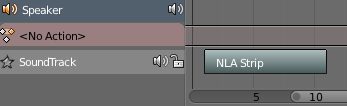 Speaker
<No Action>
SoundTrack
NLA Strip
5
10